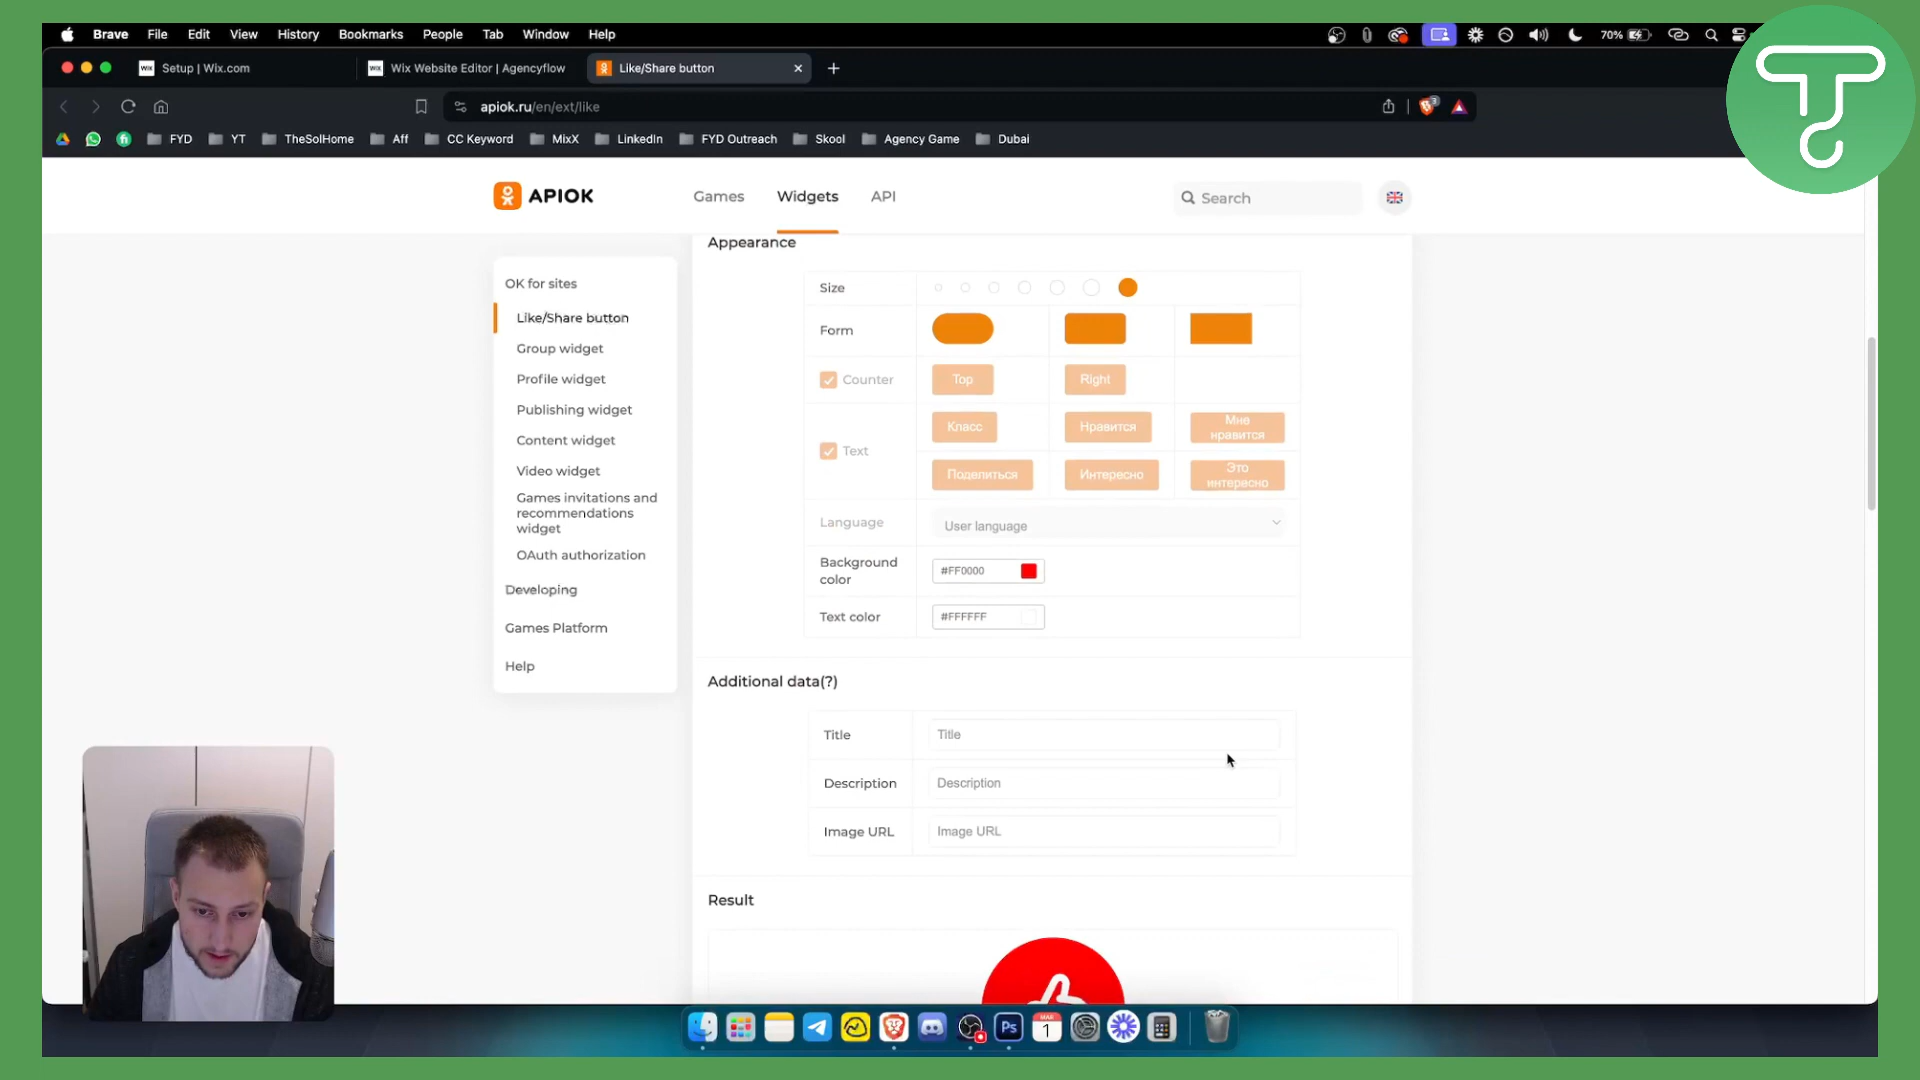 Brave File Edit View History Bookmarks People Tab Window Help 70%
WIX Setup | Wix.com WIX Wix Website Editor | Agencyflow Like/Share button
apiok.ru/en/ext/like
FYD YT TheSolHome Aff CC Keyword MixX LinkedIn FYD Outreach Skool Agency Game Dubai
APIOK Games Widgets API Search
Appearance
OK for sites
Like/Share button
Group widget
Profile widget
Publishing widget
Content widget
Video widget
Games invitations and
recommendations
widget
OAuth authorization
Developing
Games Platform
Help
Size
Form
Counter Top Right
Text
Класс Нравится Мне
нравится
Поделиться Интересно Это
интересно
Language User language
Background
color #FF0000
Text color #FFFFFF
Additional data(?)
Title Title
Description Description
Image URL Image URL
Result
Ps
MAR
1